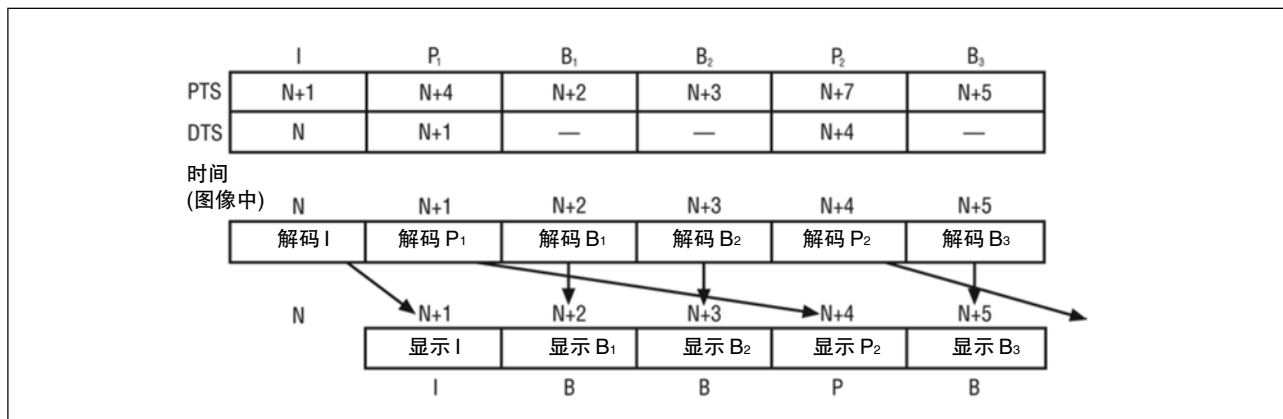 I P₁ B₁ B₂ P₂ B₃
PTS N+1 N+4 N+2 N+3 N+7 N+5
DTS N N+1 — — N+4 —
时间
(图像中) N N+1 N+2 N+3 N+4 N+5
解码 I 解码 P₁ 解码 B₁ 解码 B₂ 解码 P₂ 解码 B₃
N N+1 N+2 N+3 N+4 N+5
显示 I 显示 B₁ 显示 B₂ 显示 P₂ 显示 B₃
I B B P B